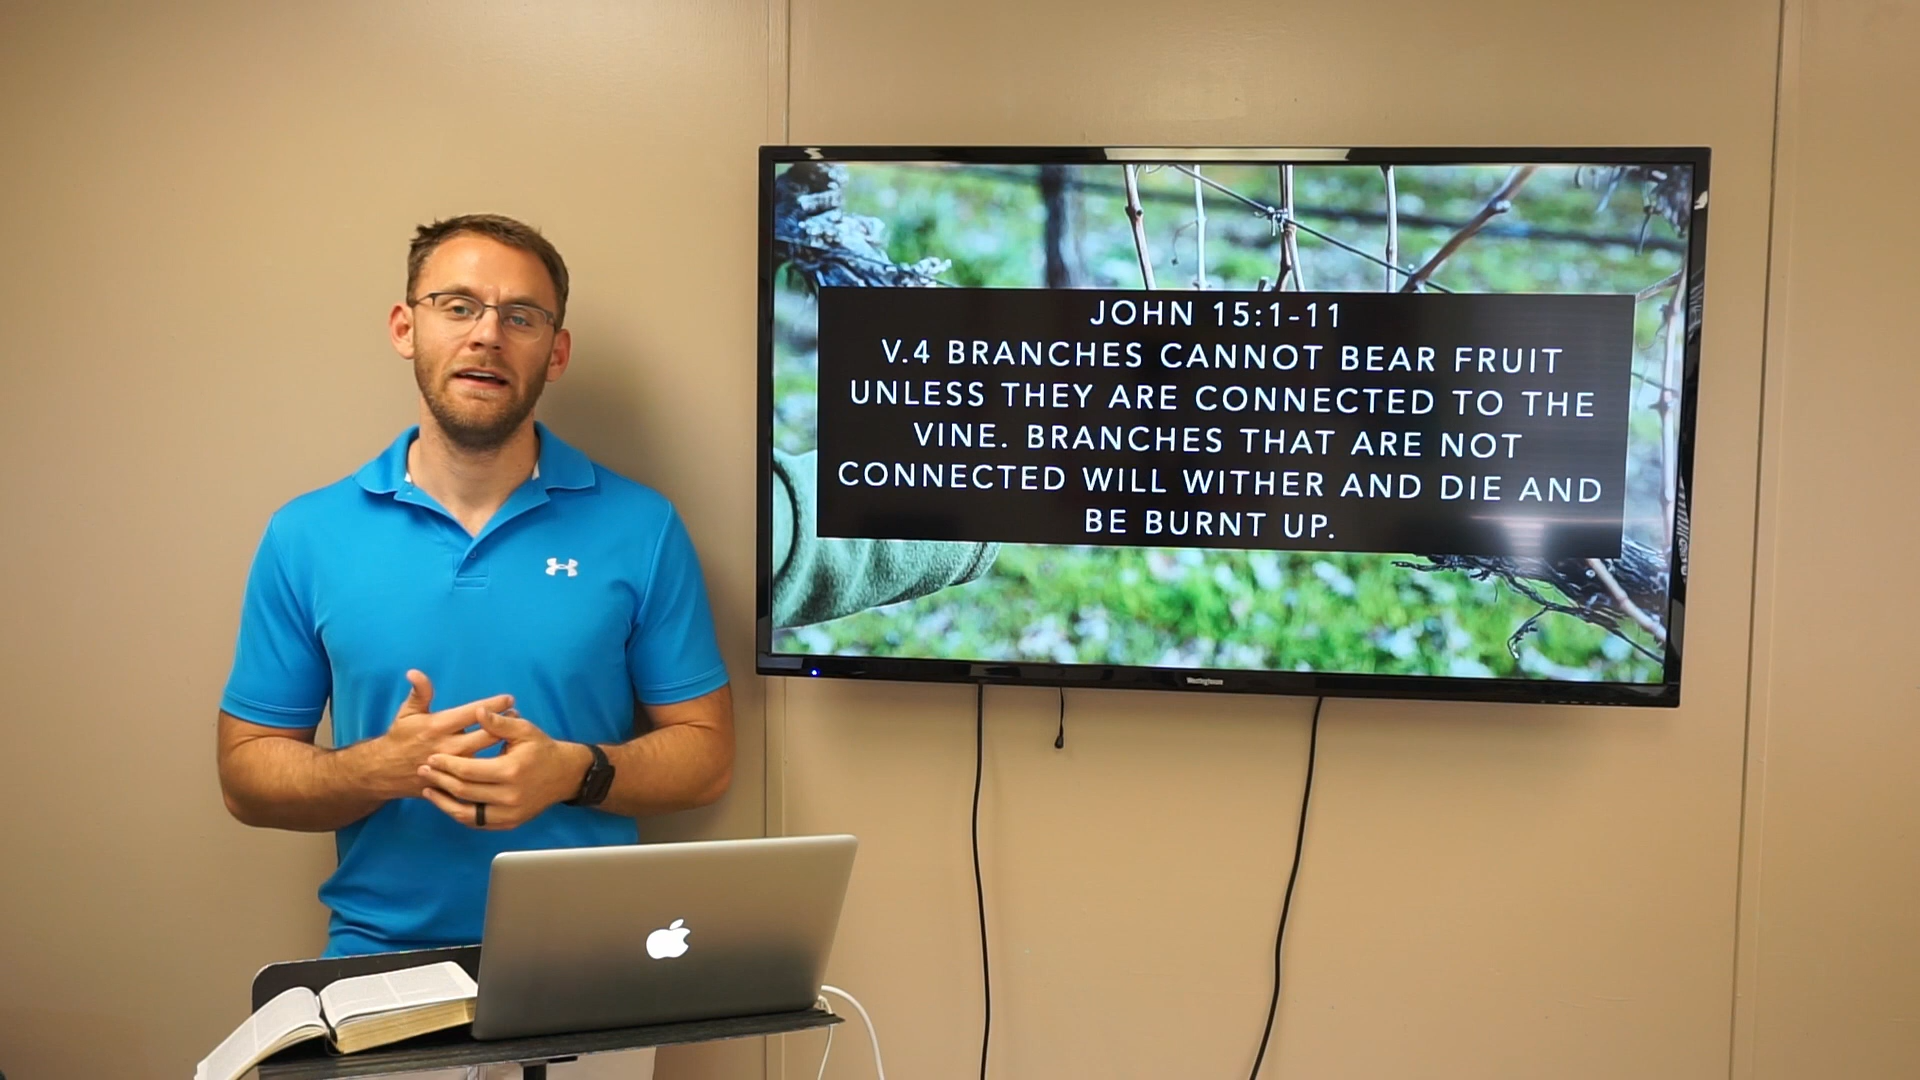 JOHN 15:1-11
V.4 BRANCHES CANNOT BEAR FRUIT
UNLESS THEY ARE CONNECTED TO THE
VINE. BRANCHES THAT ARE NOT
CONNECTED WILL WITHER AND DIE AND
BE BURNT UP.
Westinghouse